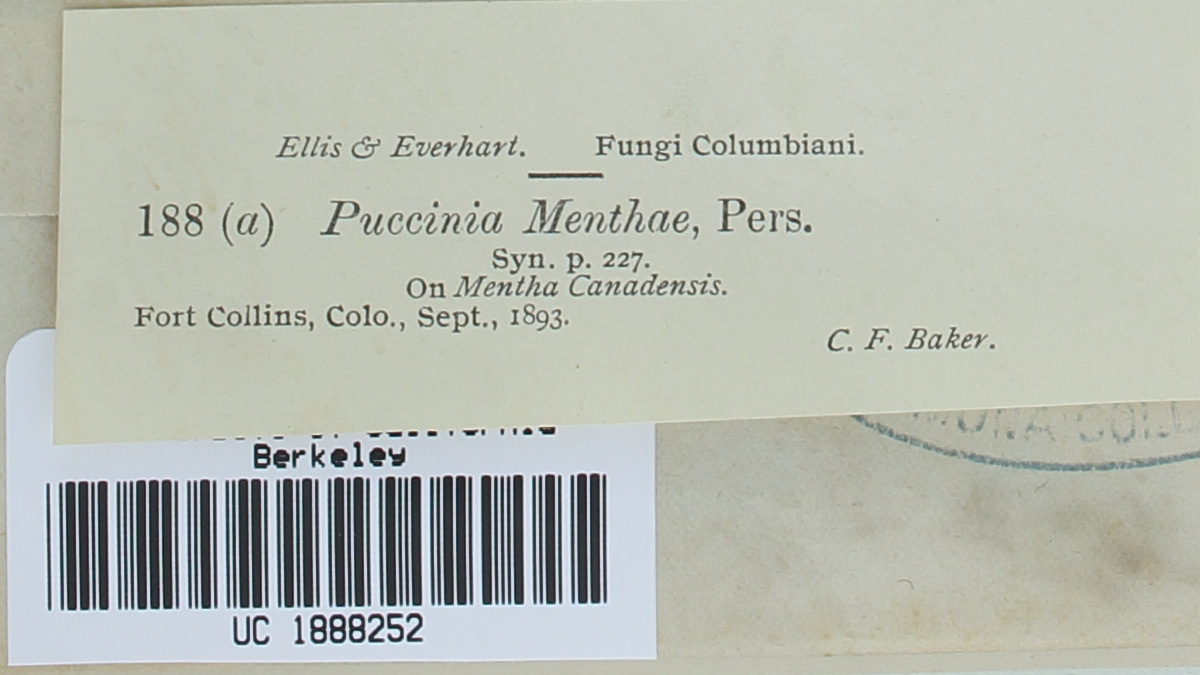 Ellis & Everhart. Fungi Columbiani.
188 (a) Puccinia Menthae, Pers.
Syn. p. 227.
On Mentha Canadensis.
Fort Collins, Colo., Sept., 1893.
C. F. Baker.
Berkeley
UC 1888252